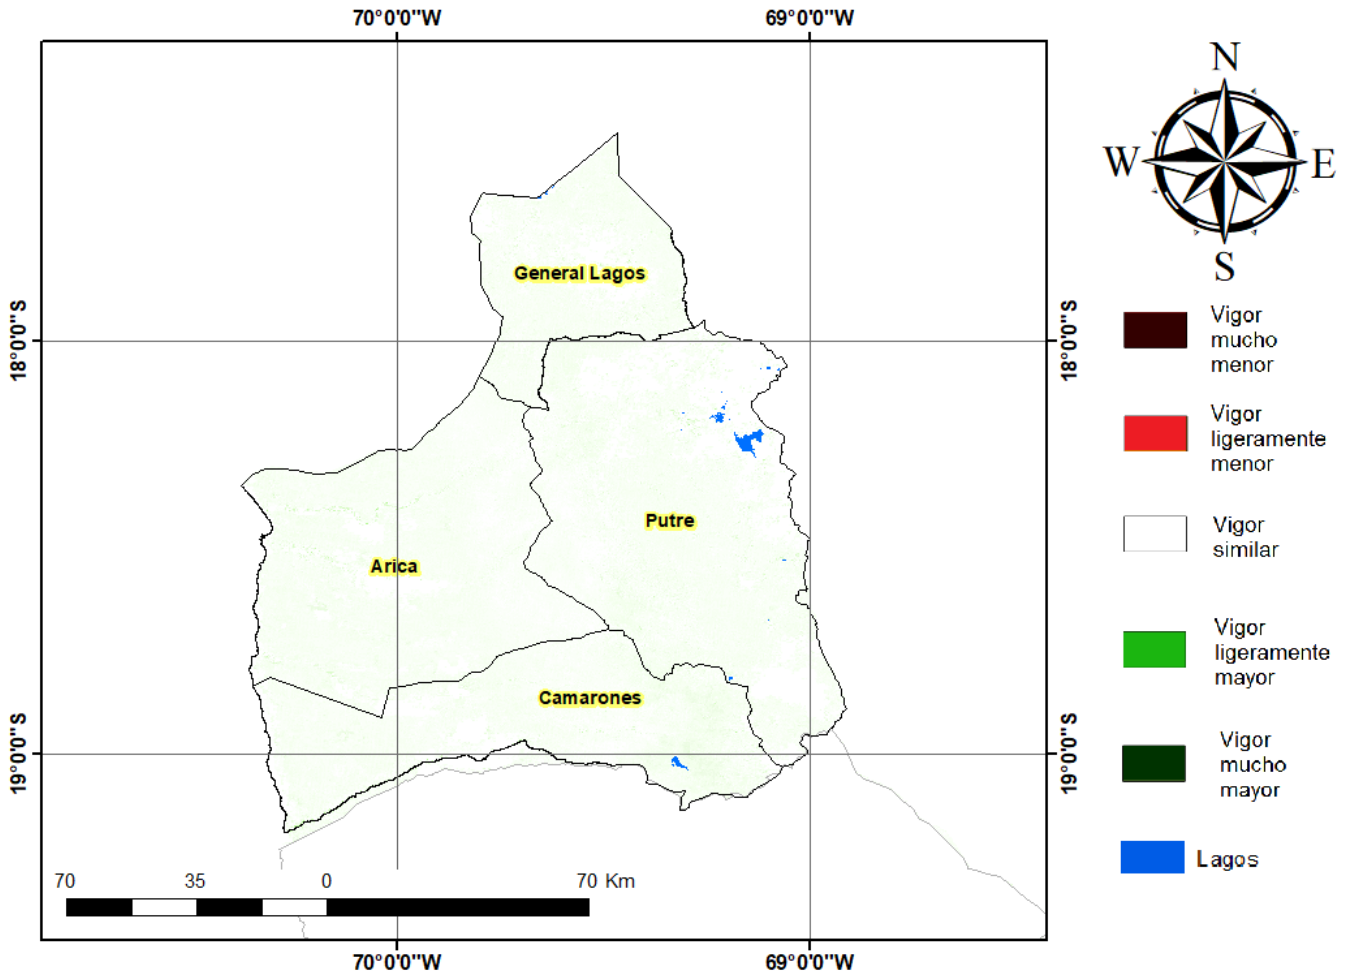 70°0'0"W
69°0'0"W
N
W
E
S
General Lagos
18°0'0"S
18°0'0"S
Putre
Arica
Camarones
19°0'0"S
19°0'0"S
70
35
0
70 Km
70°0'0"W
69°0'0"W
Vigor
mucho
menor
Vigor
ligeramente
menor
Vigor
similar
Vigor
ligeramente
mayor
Vigor
mucho
mayor
Lagos